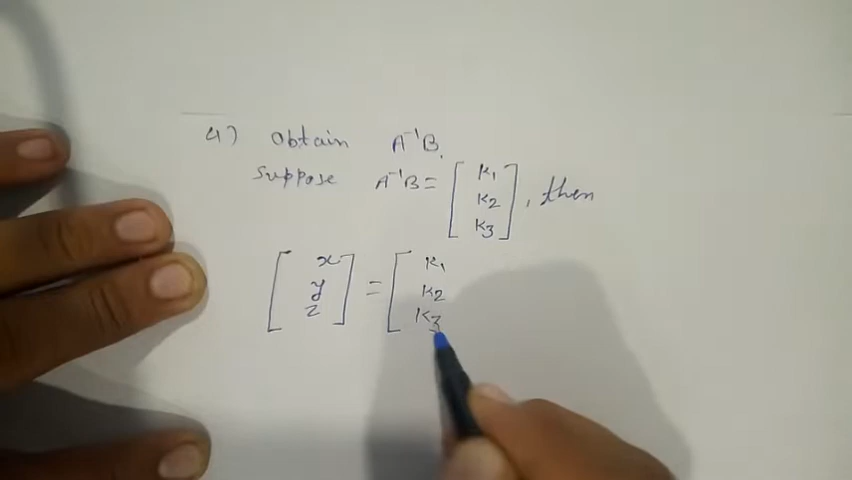 4) Obtain A⁻¹B.
Suppose A⁻¹B = [ k₁ k₂ k₃ ], then
[ x y z ] = [ k₁ k₂ k₃